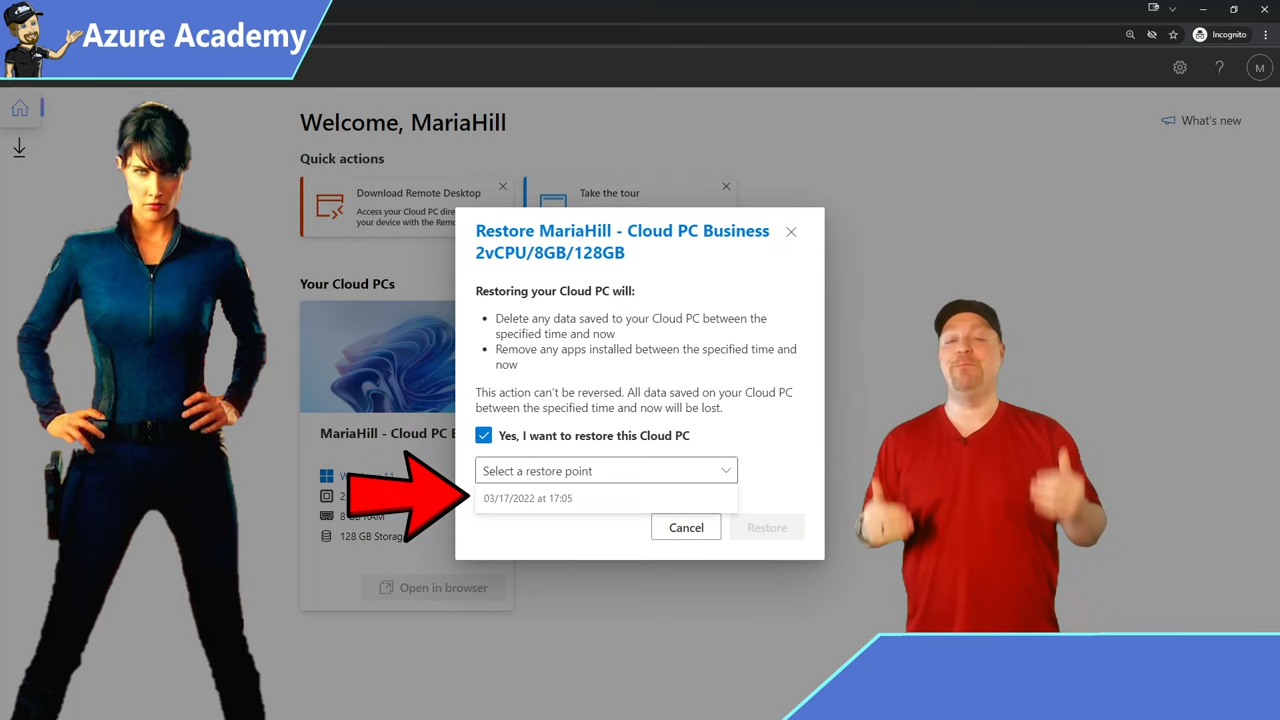 Azure Academy
Incognito
M
Welcome, MariaHill
What's new
Quick actions
Download Remote Desktop
Access your Cloud PC dire
your device with the Remo
Take the tour
Your Cloud PCs
MariaHill - Cloud PC B
128 GB Storag
Open in browser
Restore MariaHill - Cloud PC Business
2vCPU/8GB/128GB
Restoring your Cloud PC will:
• Delete any data saved to your Cloud PC between the
specified time and now
• Remove any apps installed between the specified time and
now
This action can't be reversed. All data saved on your Cloud PC
between the specified time and now will be lost.
Yes, I want to restore this Cloud PC
Select a restore point
03/17/2022 at 17:05
Cancel
Restore